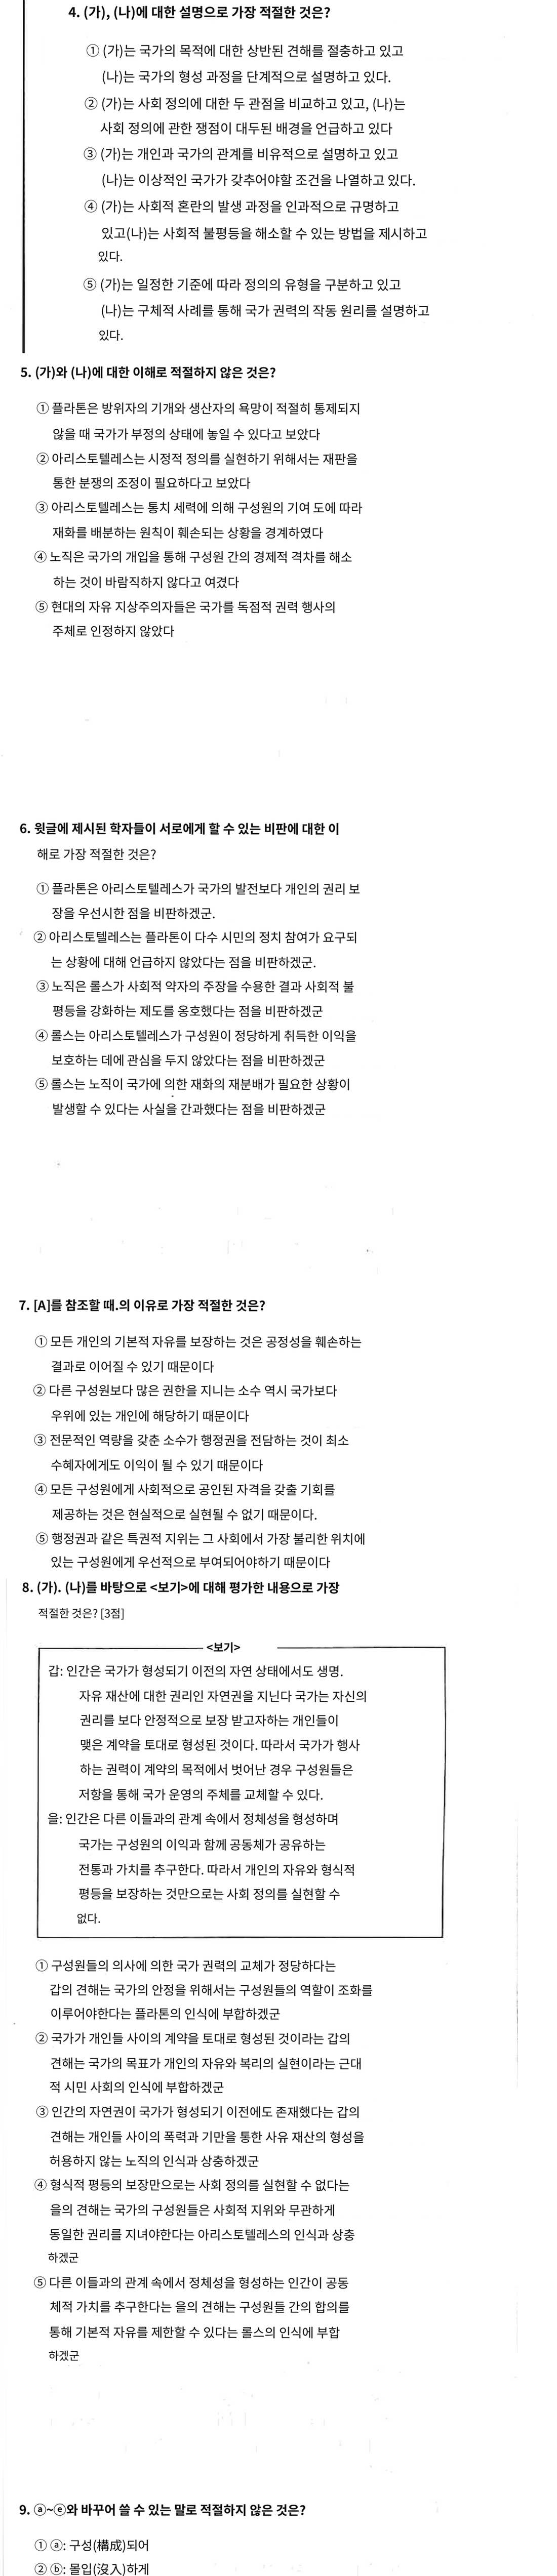 4. (가), (나)에 대한 설명으로 가장 적절한 것은?
① (가)는 국가의 목적에 대한 상반된 견해를 절충하고 있고
(나)는 국가의 형성 과정을 단계적으로 설명하고 있다.
② (가)는 사회 정의에 대한 두 관점을 비교하고 있고, (나)는
사회 정의에 관한 쟁점이 대두된 배경을 언급하고 있다
③ (가)는 개인과 국가의 관계를 비유적으로 설명하고 있고
(나)는 이상적인 국가가 갖추어야할 조건을 나열하고 있다.
④ (가)는 사회적 혼란의 발생 과정을 인과적으로 규명하고
있고(나)는 사회적 불평등을 해소할 수 있는 방법을 제시하고
있다.
⑤ (가)는 일정한 기준에 따라 정의의 유형을 구분하고 있고
(나)는 구체적 사례를 통해 국가 권력의 작동 원리를 설명하고
있다.
5. (가)와 (나)에 대한 이해로 적절하지 않은 것은?
① 플라톤은 방위자의 기개와 생산자의 욕망이 적절히 통제되지
않을 때 국가가 부정의 상태에 놓일 수 있다고 보았다
② 아리스토텔레스는 시정적 정의를 실현하기 위해서는 재판을
통한 분쟁의 조정이 필요하다고 보았다
③ 아리스토텔레스는 통치 세력에 의해 구성원의 기여 도에 따라
재화를 배분하는 원칙이 훼손되는 상황을 경계하였다
④ 노직은 국가의 개입을 통해 구성원 간의 경제적 격차를 해소
하는 것이 바람직하지 않다고 여겼다
⑤ 현대의 자유 지상주의자들은 국가를 독점적 권력 행사의
주체로 인정하지 않았다
6. 윗글에 제시된 학자들이 서로에게 할 수 있는 비판에 대한 이
해로 가장 적절한 것은?
① 플라톤은 아리스토텔레스가 국가의 발전보다 개인의 권리 보
장을 우선시한 점을 비판하겠군.
② 아리스토텔레스는 플라톤이 다수 시민의 정치 참여가 요구되
는 상황에 대해 언급하지 않았다는 점을 비판하겠군.
③ 노직은 롤스가 사회적 약자의 주장을 수용한 결과 사회적 불
평등을 강화하는 제도를 옹호했다는 점을 비판하겠군
④ 롤스는 아리스토텔레스가 구성원이 정당하게 취득한 이익을
보호하는 데에 관심을 두지 않았다는 점을 비판하겠군
⑤ 롤스는 노직이 국가에 의한 재화의 재분배가 필요한 상황이
발생할 수 있다는 사실을 간과했다는 점을 비판하겠군
7. [A]를 참조할 때.의 이유로 가장 적절한 것은?
① 모든 개인의 기본적 자유를 보장하는 것은 공정성을 훼손하는
결과로 이어질 수 있기 때문이다
② 다른 구성원보다 많은 권한을 지니는 소수 역시 국가보다
우위에 있는 개인에 해당하기 때문이다
③ 전문적인 역량을 갖춘 소수가 행정권을 전담하는 것이 최소
수혜자에게도 이익이 될 수 있기 때문이다
④ 모든 구성원에게 사회적으로 공인된 자격을 갖출 기회를
제공하는 것은 현실적으로 실현될 수 없기 때문이다.
⑤ 행정권과 같은 특권적 지위는 그 사회에서 가장 불리한 위치에
있는 구성원에게 우선적으로 부여되어야하기 때문이다
8. (가). (나)를 바탕으로 <보기>에 대해 평가한 내용으로 가장
적절한 것은? [3점]
<보기>
갑: 인간은 국가가 형성되기 이전의 자연 상태에서도 생명.
자유 재산에 대한 권리인 자연권을 지닌다 국가는 자신의
권리를 보다 안정적으로 보장 받고자하는 개인들이
맺은 계약을 토대로 형성된 것이다. 따라서 국가가 행사
하는 권력이 계약의 목적에서 벗어난 경우 구성원들은
저항을 통해 국가 운영의 주체를 교체할 수 있다.
을: 인간은 다른 이들과의 관계 속에서 정체성을 형성하며
국가는 구성원의 이익과 함께 공동체가 공유하는
전통과 가치를 추구한다. 따라서 개인의 자유와 형식적
평등을 보장하는 것만으로는 사회 정의를 실현할 수
없다.
① 구성원들의 의사에 의한 국가 권력의 교체가 정당하다는
갑의 견해는 국가의 안정을 위해서는 구성원들의 역할이 조화를
이루어야한다는 플라톤의 인식에 부합하겠군
② 국가가 개인들 사이의 계약을 토대로 형성된 것이라는 갑의
견해는 국가의 목표가 개인의 자유와 복리의 실현이라는 근대
적 시민 사회의 인식에 부합하겠군
③ 인간의 자연권이 국가가 형성되기 이전에도 존재했다는 갑의
견해는 개인들 사이의 폭력과 기만을 통한 사유 재산의 형성을
허용하지 않는 노직의 인식과 상충하겠군
④ 형식적 평등의 보장만으로는 사회 정의를 실현할 수 없다는
을의 견해는 국가의 구성원들은 사회적 지위와 무관하게
동일한 권리를 지녀야한다는 아리스토텔레스의 인식과 상충
하겠군
⑤ 다른 이들과의 관계 속에서 정체성을 형성하는 인간이 공동
체적 가치를 추구한다는 을의 견해는 구성원들 간의 합의를
통해 기본적 자유를 제한할 수 있다는 롤스의 인식에 부합
하겠군
9. ⓐ~ⓔ와 바꾸어 쓸 수 있는 말로 적절하지 않은 것은?
① ⓐ: 구성(構成)되어
② ⓑ: 몰입(沒入)하게